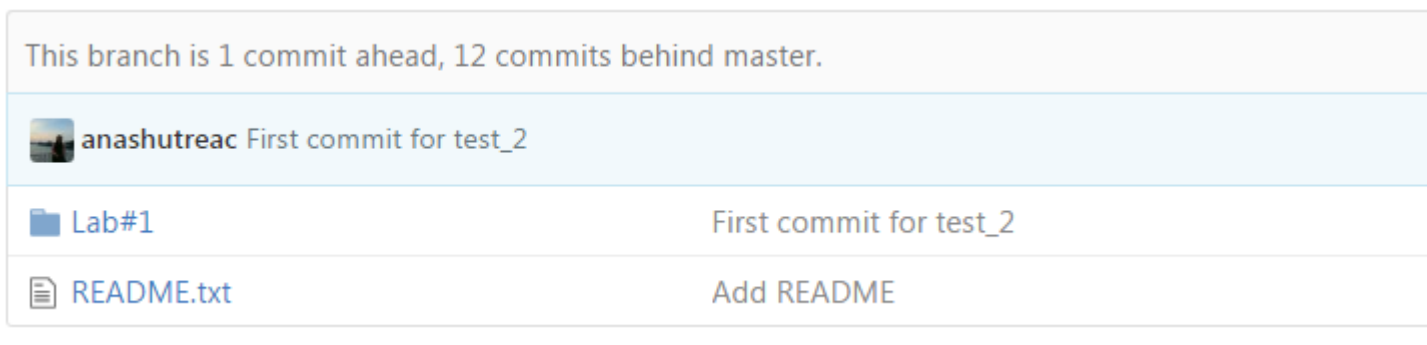 This branch is 1 commit ahead, 12 commits behind master.
anashutreac First commit for test_2
Lab#1 First commit for test_2
README.txt Add README